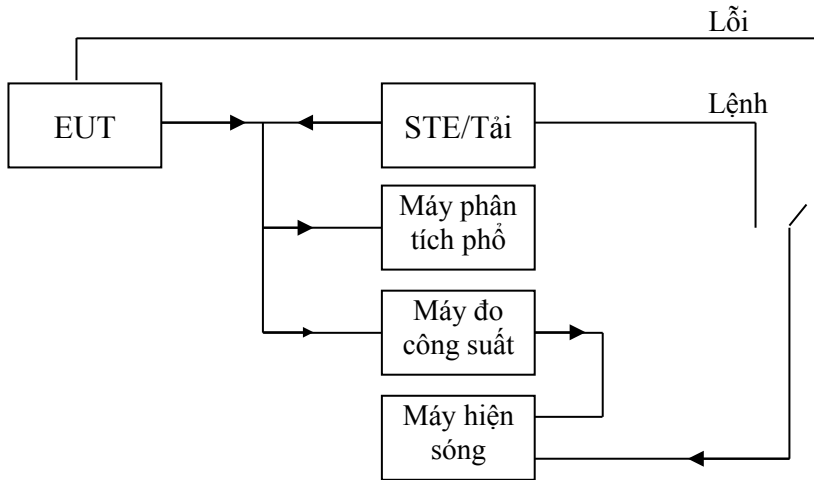 Lỗi
Lệnh
EUT
STE/Tải
Máy phân
tích phổ
Máy đo
công suất
Máy hiện
sóng